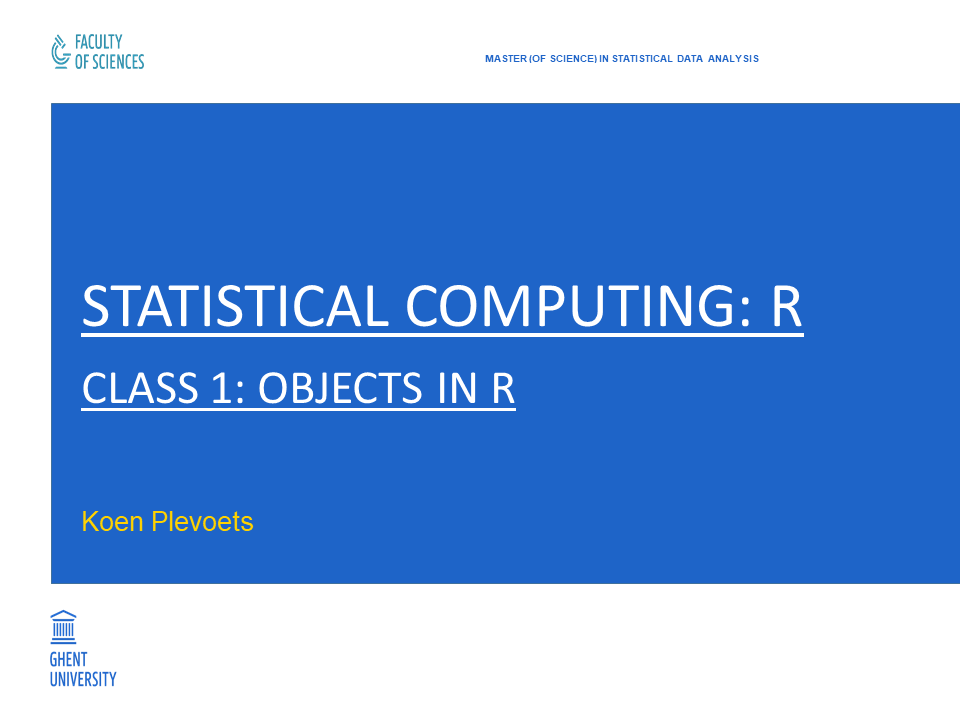 FACULTY
OF SCIENCES
MASTER (OF SCIENCE) IN STATISTICAL DATA ANALYSIS
STATISTICAL COMPUTING: R
CLASS 1: OBJECTS IN R
Koen Plevoets
GHENT
UNIVERSITY